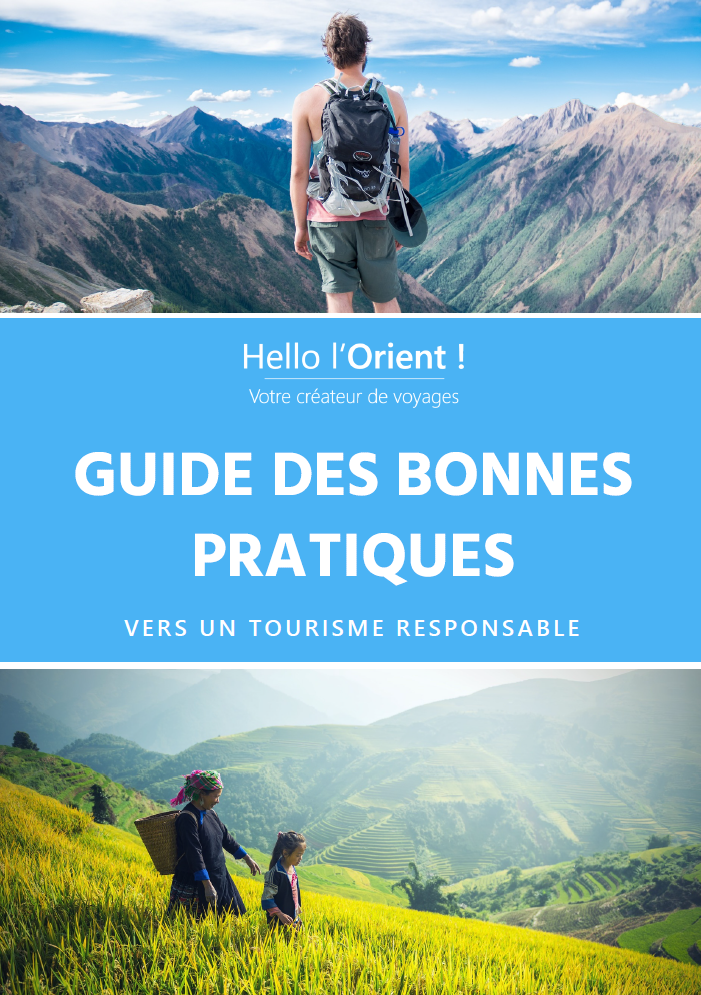 Hello l'Orient !
Votre créateur de voyages
GUIDE DES BONNES
PRATIQUES
VERS UN TOURISME RESPONSABLE